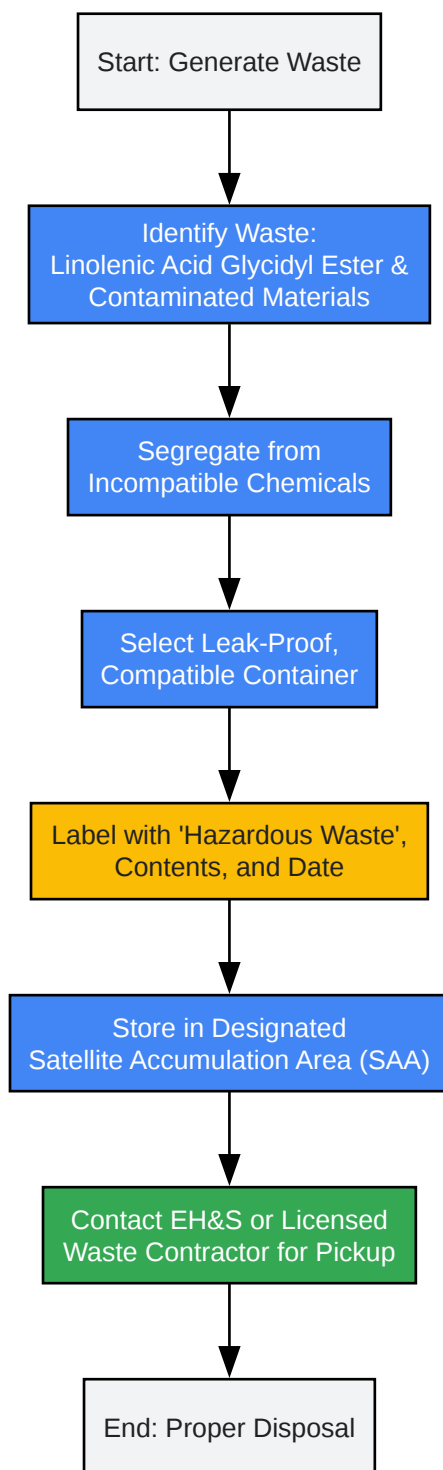 Start: Generate Waste
Identify Waste:
Linolenic Acid Glycidyl Ester &
Contaminated Materials
Segregate from
Incompatible Chemicals
Select Leak-Proof,
Compatible Container
Label with 'Hazardous Waste',
Contents, and Date
Store in Designated
Satellite Accumulation Area (SAA)
Contact EH&S or Licensed
Waste Contractor for Pickup
End: Proper Disposal